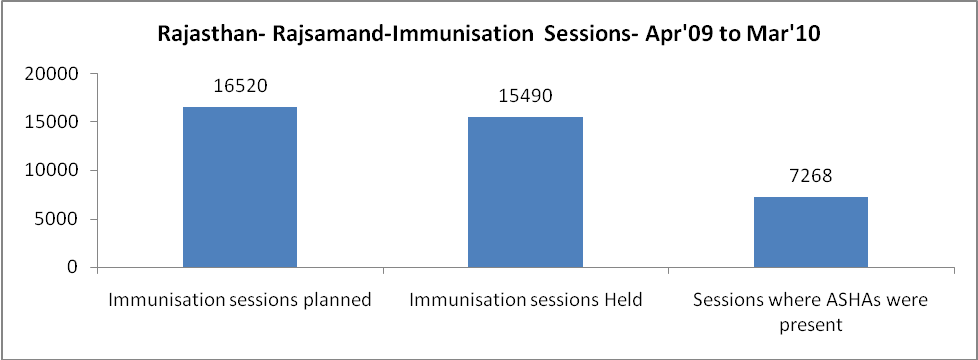 Rajasthan- Rajsamand-Immunisation Sessions- Apr'09 to Mar'10
20000
15000
10000
5000
0
16520
15490
7268
Immunisation sessions planned
Immunisation sessions Held
Sessions where ASHAs were
present